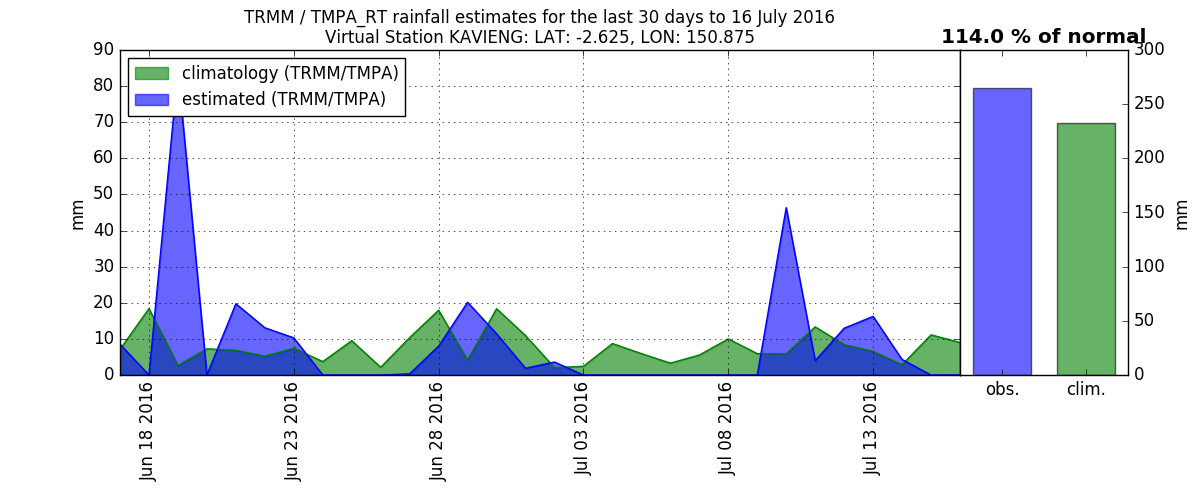 TRMM / TMPA_RT rainfall estimates for the last 30 days to 16 July 2016
Virtual Station KAVIENG: LAT: -2.625, LON: 150.875
114.0 % of normal
climatology (TRMM/TMPA)
estimated (TRMM/TMPA)
90
80
70
60
50
40
30
20
10
0
mm
Jun 18 2016
Jun 23 2016
Jun 28 2016
Jul 03 2016
Jul 08 2016
Jul 13 2016
300
250
200
150
100
50
0
mm
obs.
clim.